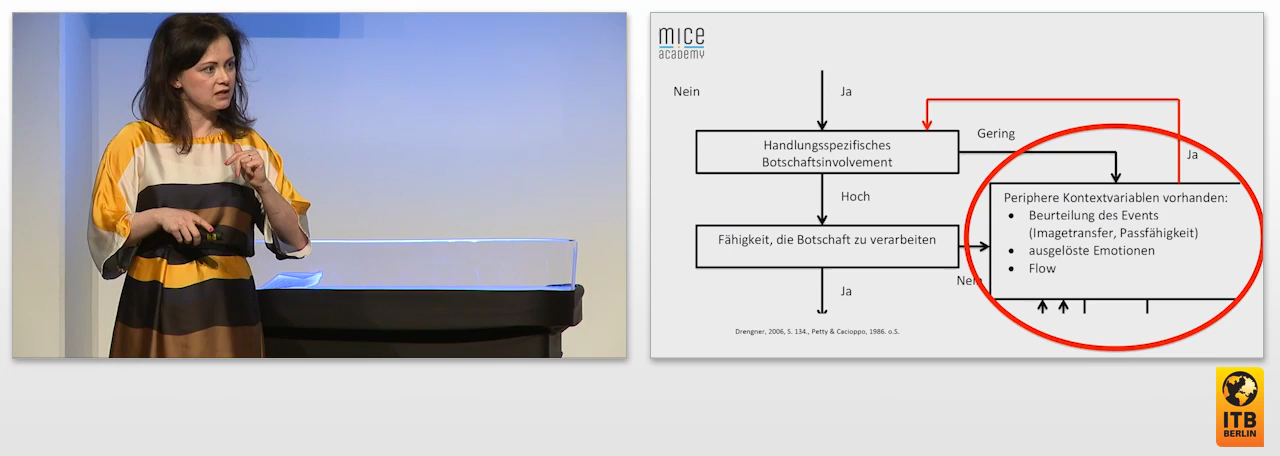 mice
academy
Nein
Ja
Handlungsspezifisches
Botschaftsinvolvement
Gering
Ja
Hoch
Periphere Kontextvariablen vorhanden:
• Beurteilung des Events
(Imagetransfer, Passfähigkeit)
• ausgelöste Emotionen
• Flow
Fähigkeit, die Botschaft zu verarbeiten
Nein
Ja
Drengner, 2006, S. 134., Petty & Cacioppo, 1986. o.S.
ITB
BERLIN